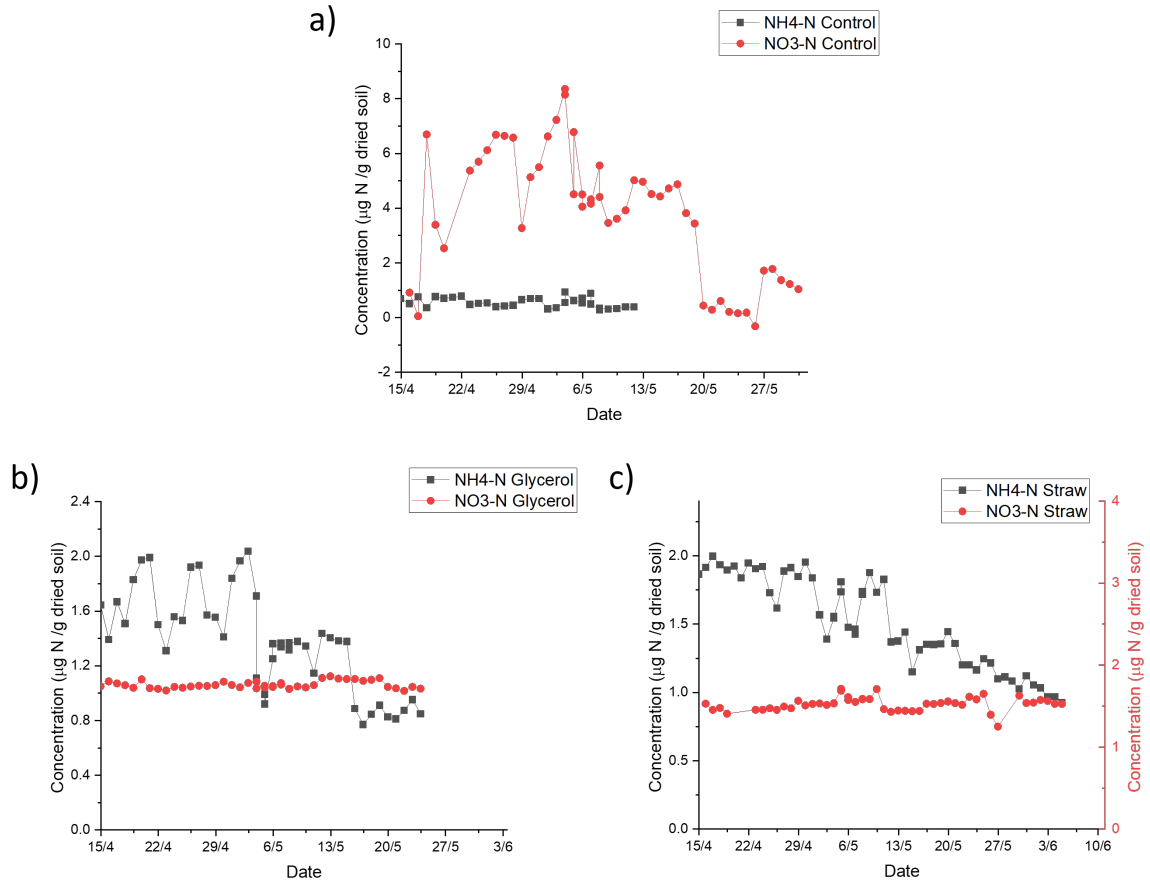 a)
NH4-N Control
NO3-N Control
Concentration (µg N /g dried soil)
10
8
6
4
2
0
-2
15/4 22/4 29/4 6/5 13/5 20/5 27/5
Date
b)
NH4-N Glycerol
NO3-N Glycerol
Concentration (µg N /g dried soil)
2.4
2.0
1.6
1.2
0.8
0.4
0.0
15/4 22/4 29/4 6/5 13/5 20/5 27/5 3/6
Date
c)
NH4-N Straw
NO3-N Straw
Concentration (µg N /g dried soil)
2.0
1.5
1.0
0.5
0.0
4
3
2
1
0
Concentration (µg N /g dried soil)
15/4 22/4 29/4 6/5 13/5 20/5 27/5 3/6 10/6
Date